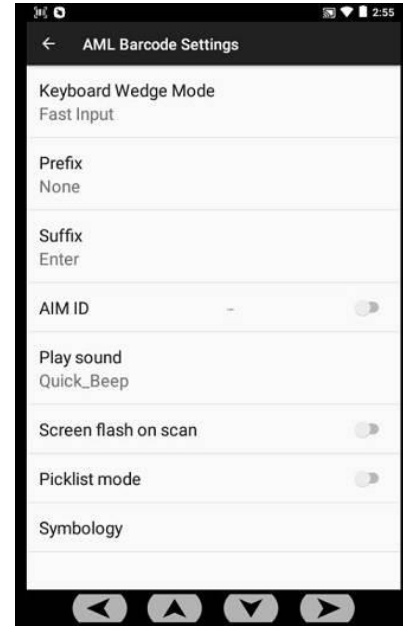 2:55
AML Barcode Settings
Keyboard Wedge Mode
Fast Input
Prefix
None
Suffix
Enter
AIM ID -
Play sound
Quick_Beep
Screen flash on scan
Picklist mode
Symbology